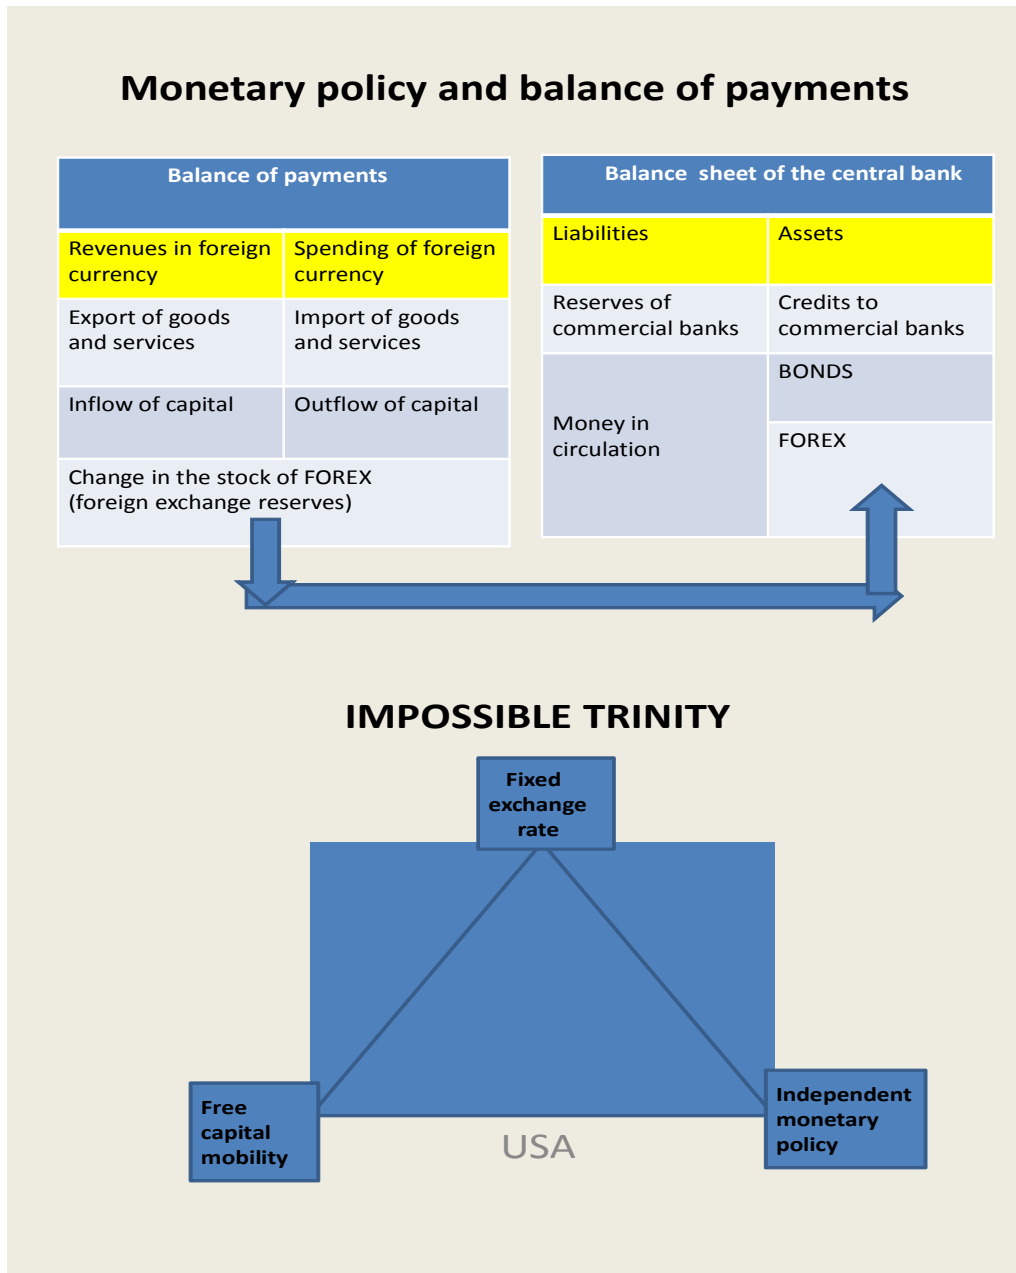 Monetary policy and balance of payments
Balance of payments
Revenues in foreign
currency
Spending of foreign
currency
Export of goods
and services
Import of goods
and services
Inflow of capital
Outflow of capital
Change in the stock of FOREX
(foreign exchange reserves)
Balance sheet of the central bank
Liabilities
Assets
Reserves of
commercial banks
Credits to
commercial banks
Money in
circulation
BONDS
FOREX
IMPOSSIBLE TRINITY
Fixed
exchange
rate
Free
capital
mobility
Independent
monetary
policy
USA